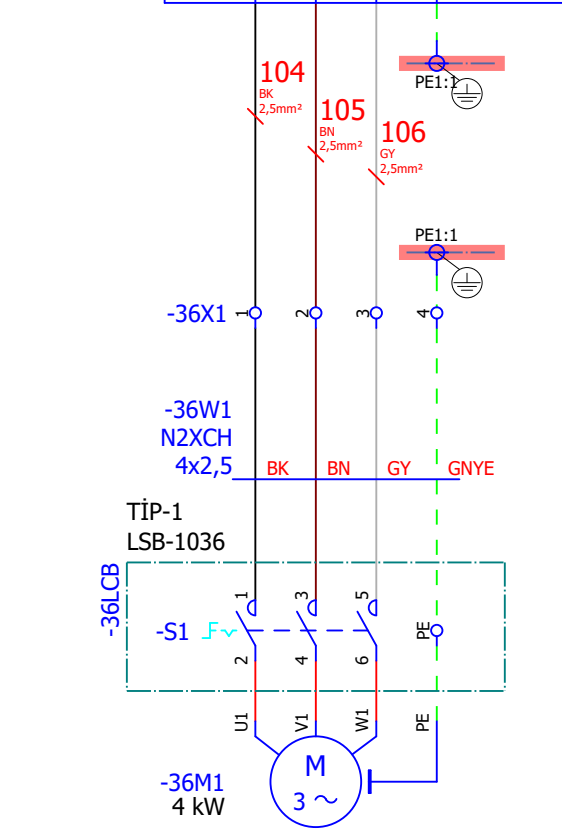 104
BK
2,5mm²
105
BN
2,5mm²
106
GY
2,5mm²
PE1:1
PE1:1
-36X1
1
2
3
4
-36W1
N2XCH
4x2,5
BK
BN
GY
GNYE
TİP-1
LSB-1036
-36LCB
-S1
1
2
3
4
5
6
PE
U1
V1
W1
PE
M
3 ~
-36M1
4 kW